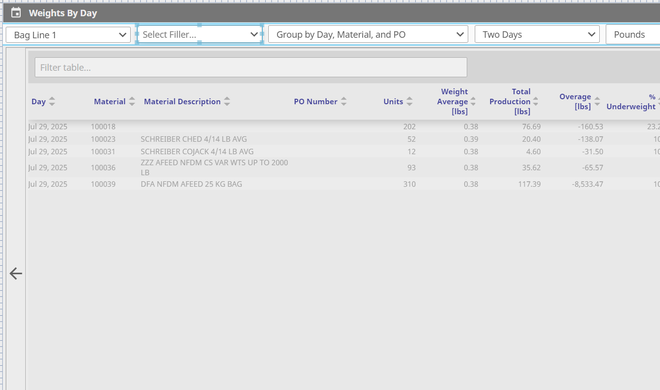 Weights By Day
Bag Line 1 Select Filler... Group by Day, Material, and PO Two Days Pounds
Filter table...
Day Material Material Description PO Number Units Weight Average [lbs] Total Production [lbs] Overage [lbs] % Underweight
Jul 29, 2025 100018 202 0.38 76.69 -160.53 23.2
Jul 29, 2025 100023 SCHREIBER CHED 4/14 LB AVG 52 0.39 20.40 -138.07 10
Jul 29, 2025 100031 SCHREIBER COJACK 4/14 LB AVG 12 0.38 4.60 -31.50 10
Jul 29, 2025 100036 ZZZ AFEED NFDM CS VAR WTS UP TO 2000 LB 93 0.38 35.62 -65.57
Jul 29, 2025 100039 DFA NFDM AFEED 25 KG BAG 310 0.38 117.39 -8,533.47 10